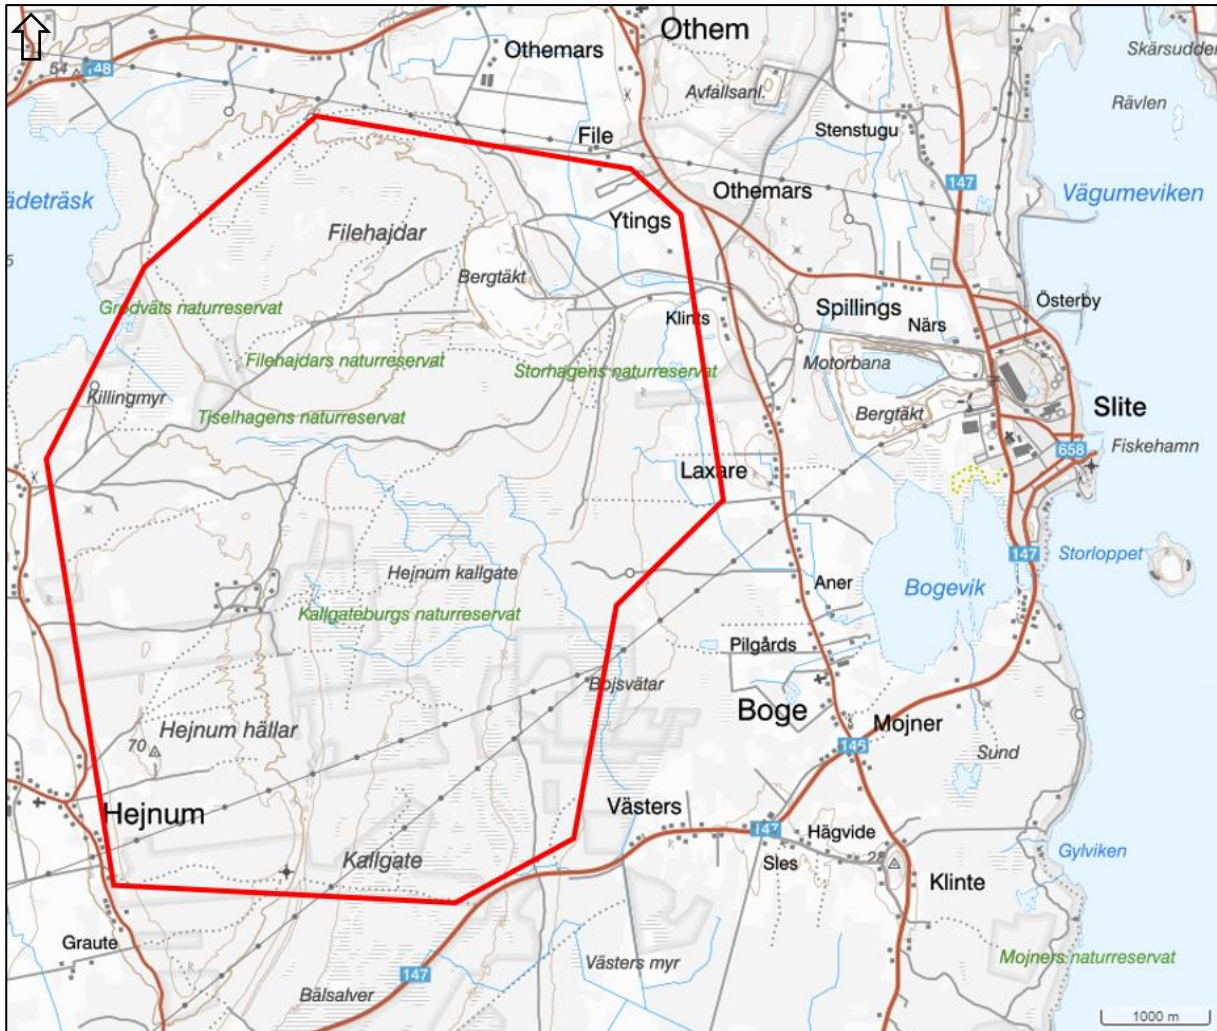 Othem
Othemars
Skärsudden
54
148
Avfallsanl.
Rävlen
Stenstugu
File
147
Othemars
Vägumeviken
ädeträsk
Ytings
Filehajdar
5
Bergtäkt
Österby
Grodväts naturreservat
Klints
Spillings
Närs
Filehajdars naturreservat
Storhagens naturreservat
Motorbana
Killingmyr
Tiselhagens naturreservat
Bergtäkt
Slite
Fiskehamn
658
Laxare
147
Storloppet
Hejnum kallgate
Aner
Bogevik
Kallgateburgs naturreservat
Pilgårds
Bojsvätar
Boge
Mojner
Hejnum hällar
70
146
Sund
Hejnum
Västers
147
Hägvide
Kallgate
Sles
28
Gylviken
Klinte
Graute
Västers myr
Mojners naturreservat
147
Bälsalver
1000 m